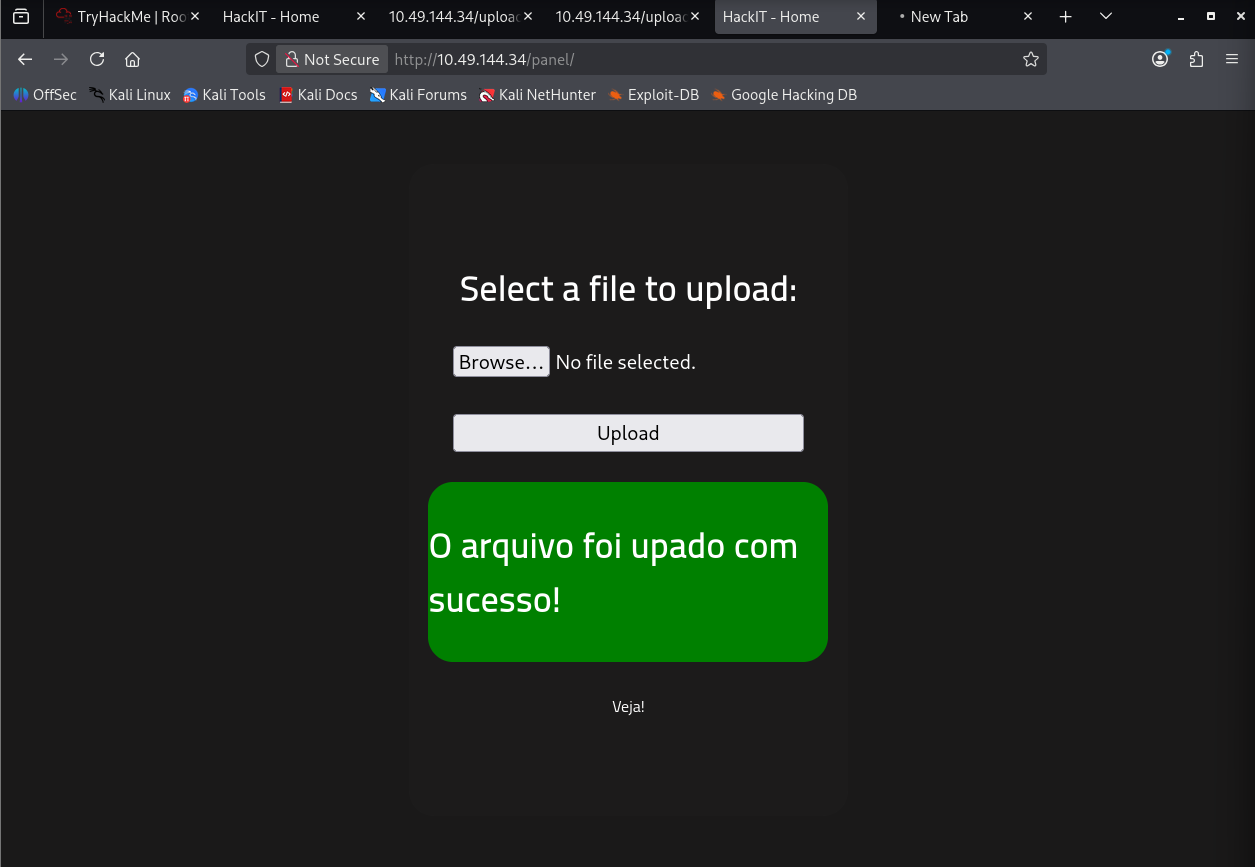 TryHackMe | Roo
HackIT - Home
10.49.144.34/upload
10.49.144.34/upload
HackIT - Home
New Tab
Not Secure
http://10.49.144.34/panel/
OffSec
Kali Linux
Kali Tools
Kali Docs
Kali Forums
Kali NetHunter
Exploit-DB
Google Hacking DB
Select a file to upload:
Browse... No file selected.
Upload
O arquivo foi upado com
sucesso!
Veja!